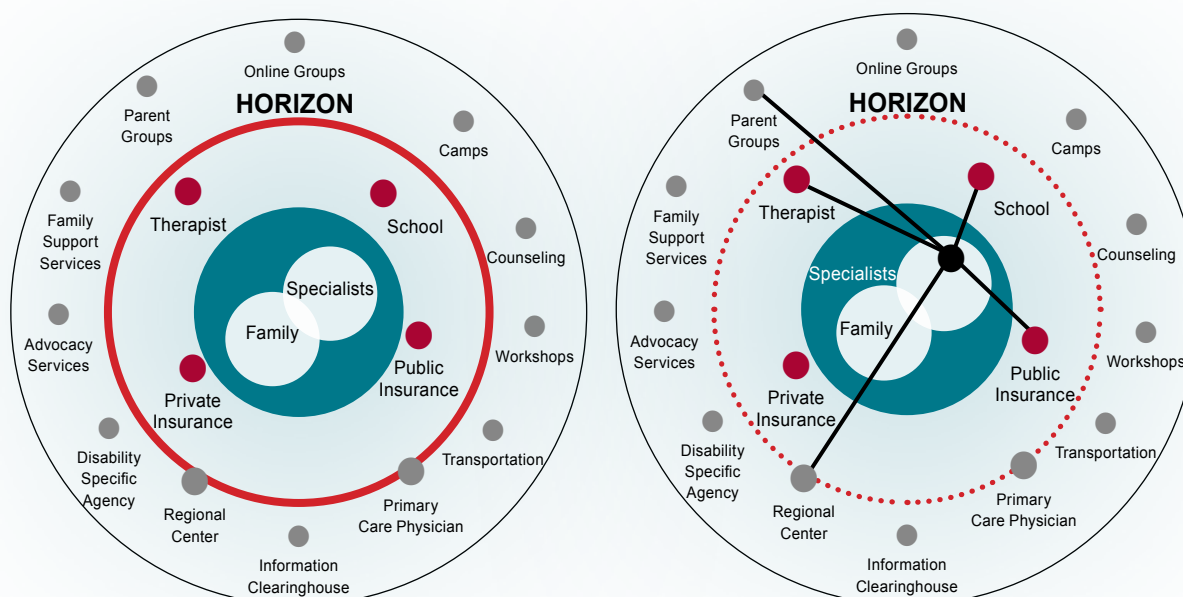 Online Groups
HORIZON
Parent
Groups
Camps
Therapist
School
Family
Support
Services
Counseling
Specialists
Family
Advocacy
Services
Workshops
Public
Insurance
Private
Insurance
Disability
Specific
Agency
Transportation
Regional
Center
Primary
Care Physician
Information
Clearinghouse
Online Groups
HORIZON
Parent
Groups
Camps
Therapist
School
Family
Support
Services
Counseling
Specialists
Family
Advocacy
Services
Workshops
Public
Insurance
Private
Insurance
Disability
Specific
Agency
Transportation
Regional
Center
Primary
Care Physician
Information
Clearinghouse